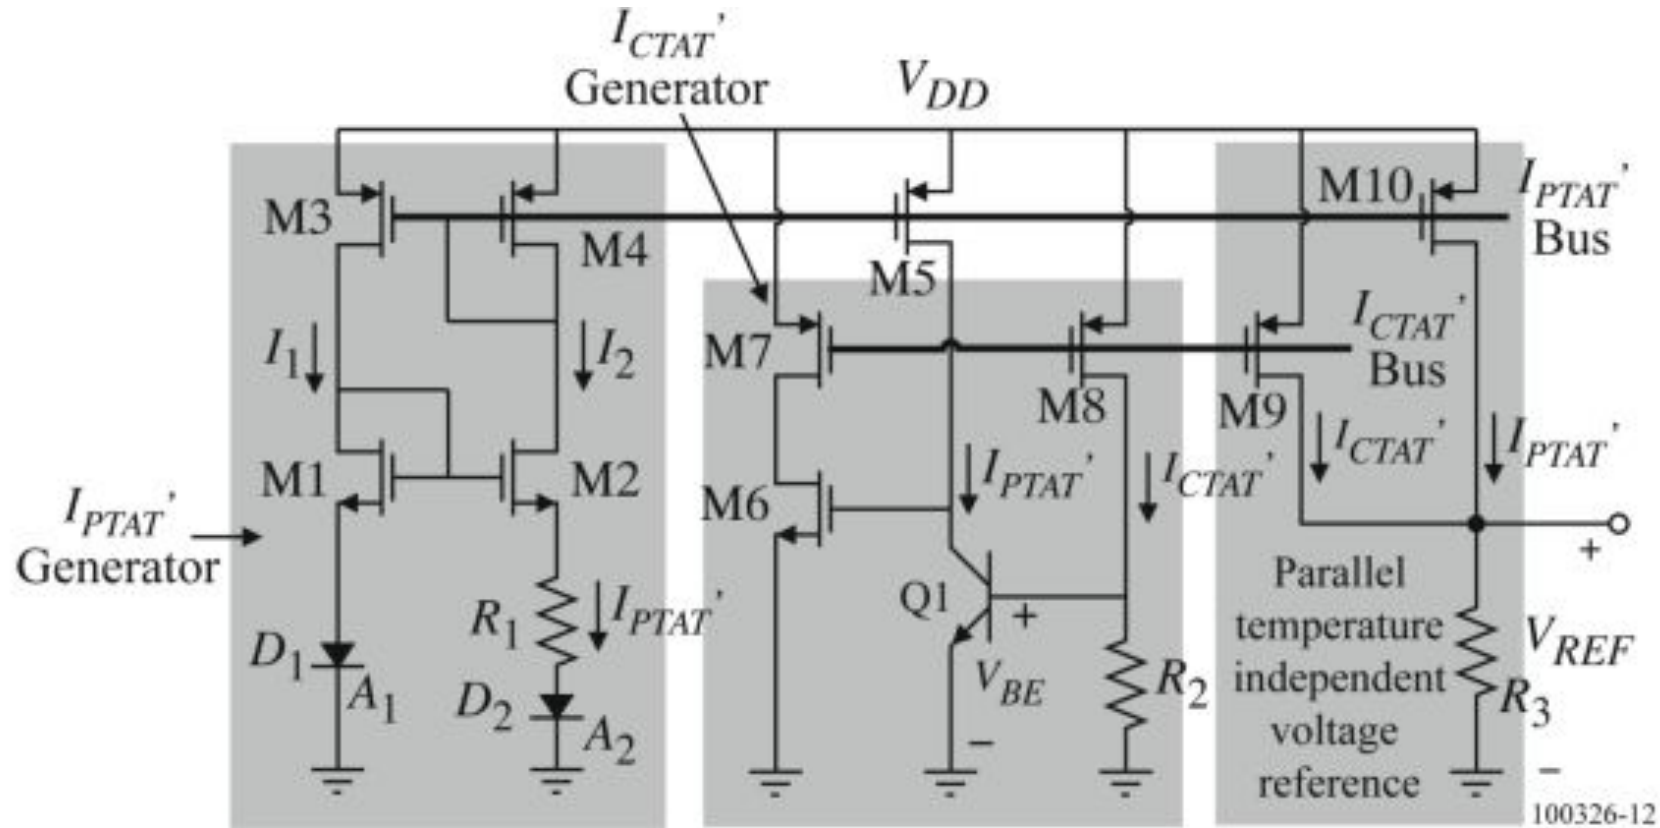 I_CTAT'
Generator
V_DD
M3
M4
M5
M10
I_PTAT'
Bus
I_1
I_2
M7
M8
M9
I_CTAT'
Bus
M1
M2
M6
I_PTAT'
I_CTAT'
I_CTAT'
I_PTAT'
I_PTAT'
Generator
R_1
I_PTAT'
D_1
A_1
D_2
A_2
Q1
+
V_BE
−
R_2
Parallel
temperature
independent
voltage
reference
+
V_REF
R_3
−
100326-12